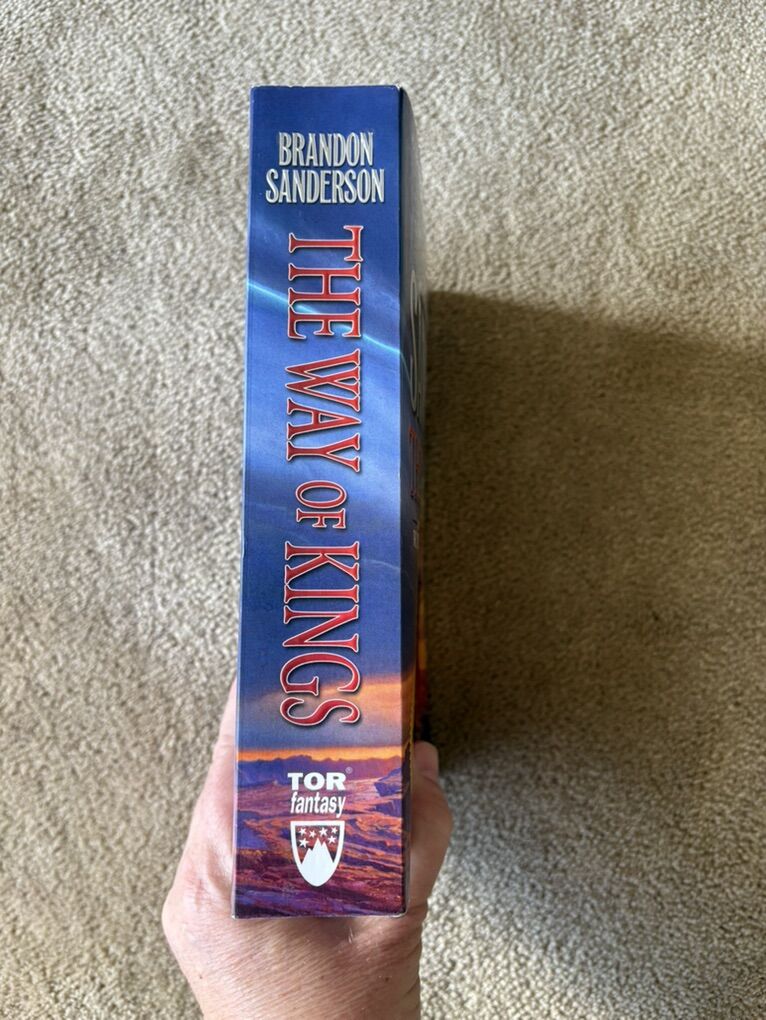 BRANDON
SANDERSON
THE WAY OF KINGS
TOR®
fantasy